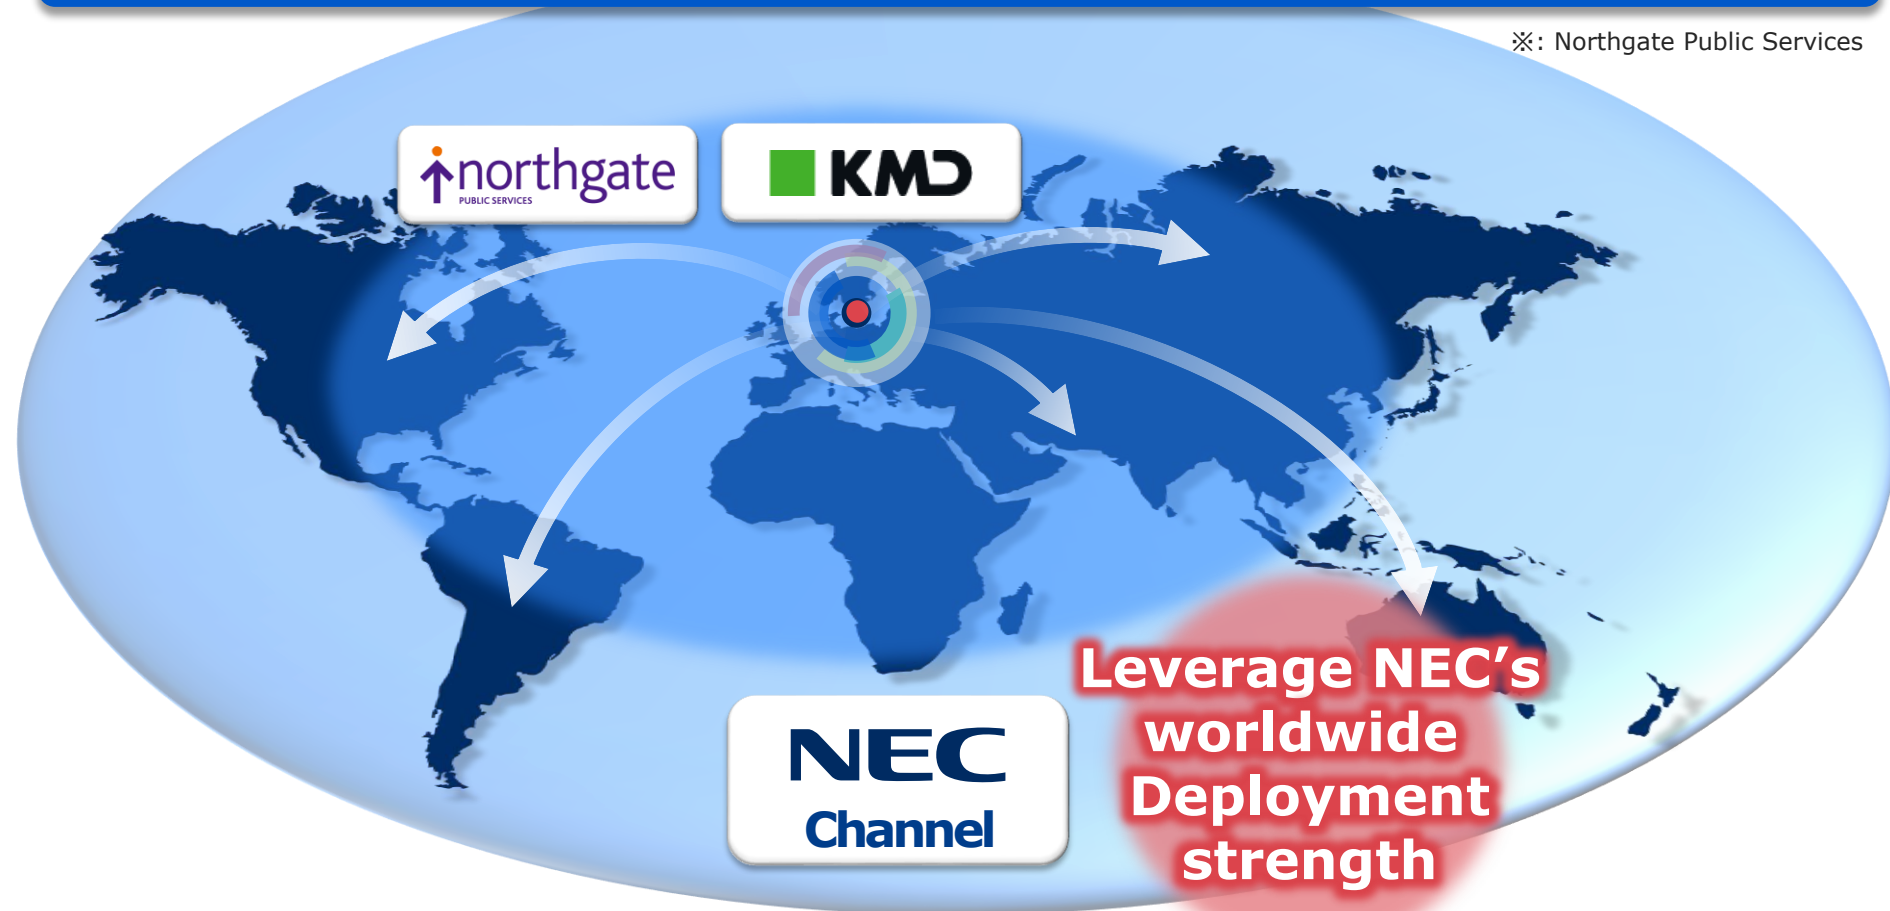 ※: Northgate Public Services
northgate
PUBLIC SERVICES
KMD
NEC
Channel
Leverage NEC’s
worldwide
Deployment
strength